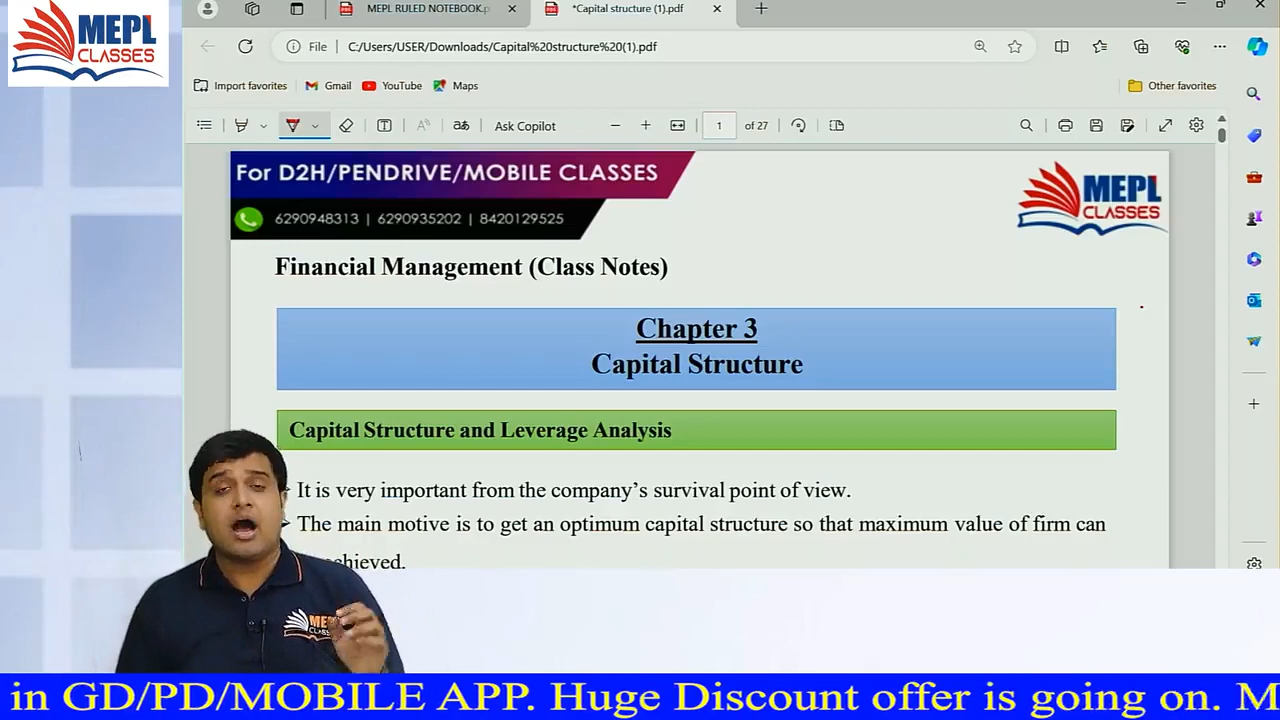 MEPL
CLASSES
MEPL RULED NOTEBOOK.p
*Capital structure (1).pdf
File
C:/Users/USER/Downloads/Capital%20structure%20(1).pdf
Import favorites
Gmail
YouTube
Maps
Other favorites
Ask Copilot
1
of 27
For D2H/PENDRIVE/MOBILE CLASSES
6290948313 | 6290935202 | 8420129525
MEPL
CLASSES
Financial Management (Class Notes)
Chapter 3
Capital Structure
Capital Structure and Leverage Analysis
It is very important from the company’s survival point of view.
The main motive is to get an optimum capital structure so that maximum value of firm can
achieved.
in GD/PD/MOBILE APP. Huge Discount offer is going on. M